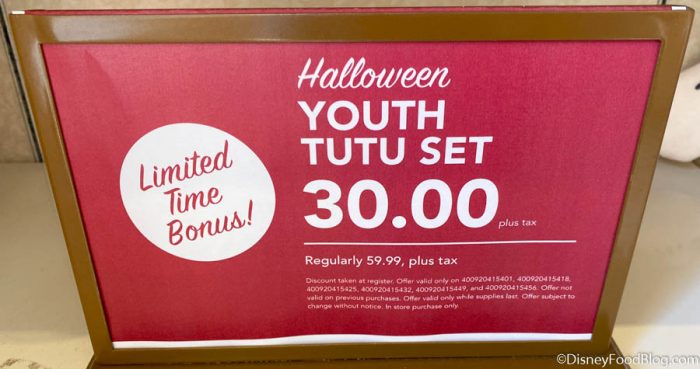 Limited
Time
Bonus!
Halloween
YOUTH
TUTU SET
30.00 plus tax
Regularly 59.99, plus tax
Discount taken at register. Offer valid only on 400920415401, 400920415418,
400920415425, 400920415432, 400920415449, and 400920415456. Offer not
valid on previous purchases. Offer valid only while supplies last. Offer subject to
change without notice. In store purchase only.
©DisneyFoodBlog.com